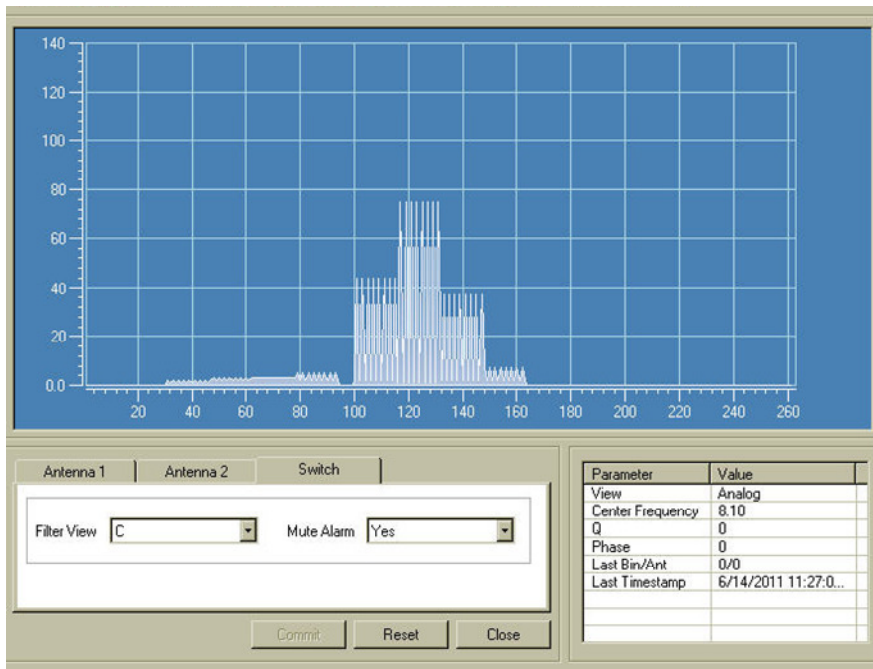 140
120
100
80
60
40
20
0.0
20 40 60 80 100 120 140 160 180 200 220 240 260
Antenna 1 Antenna 2 Switch
Filter View C Mute Alarm Yes
Commit Reset Close
Parameter Value
View Analog
Center Frequency 8.10
Q 0
Phase 0
Last Bin/Ant 0/0
Last Timestamp 6/14/2011 11:27:0...